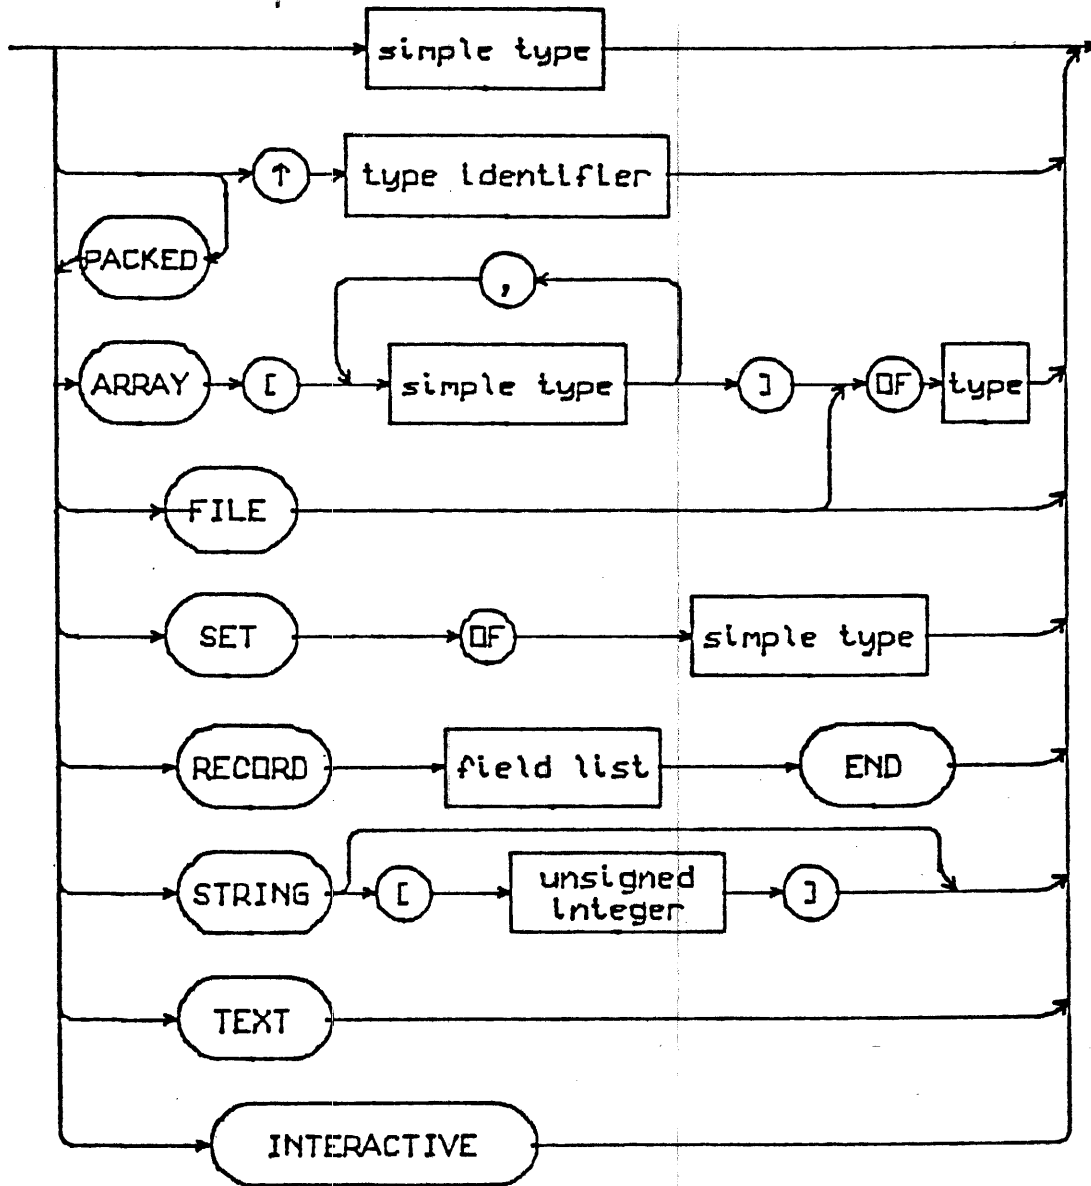 simple type
↑ type identifier
PACKED
,
ARRAY [ simple type ] OF type
FILE
SET OF simple type
RECORD field list END
STRING [ unsigned integer ]
TEXT
INTERACTIVE